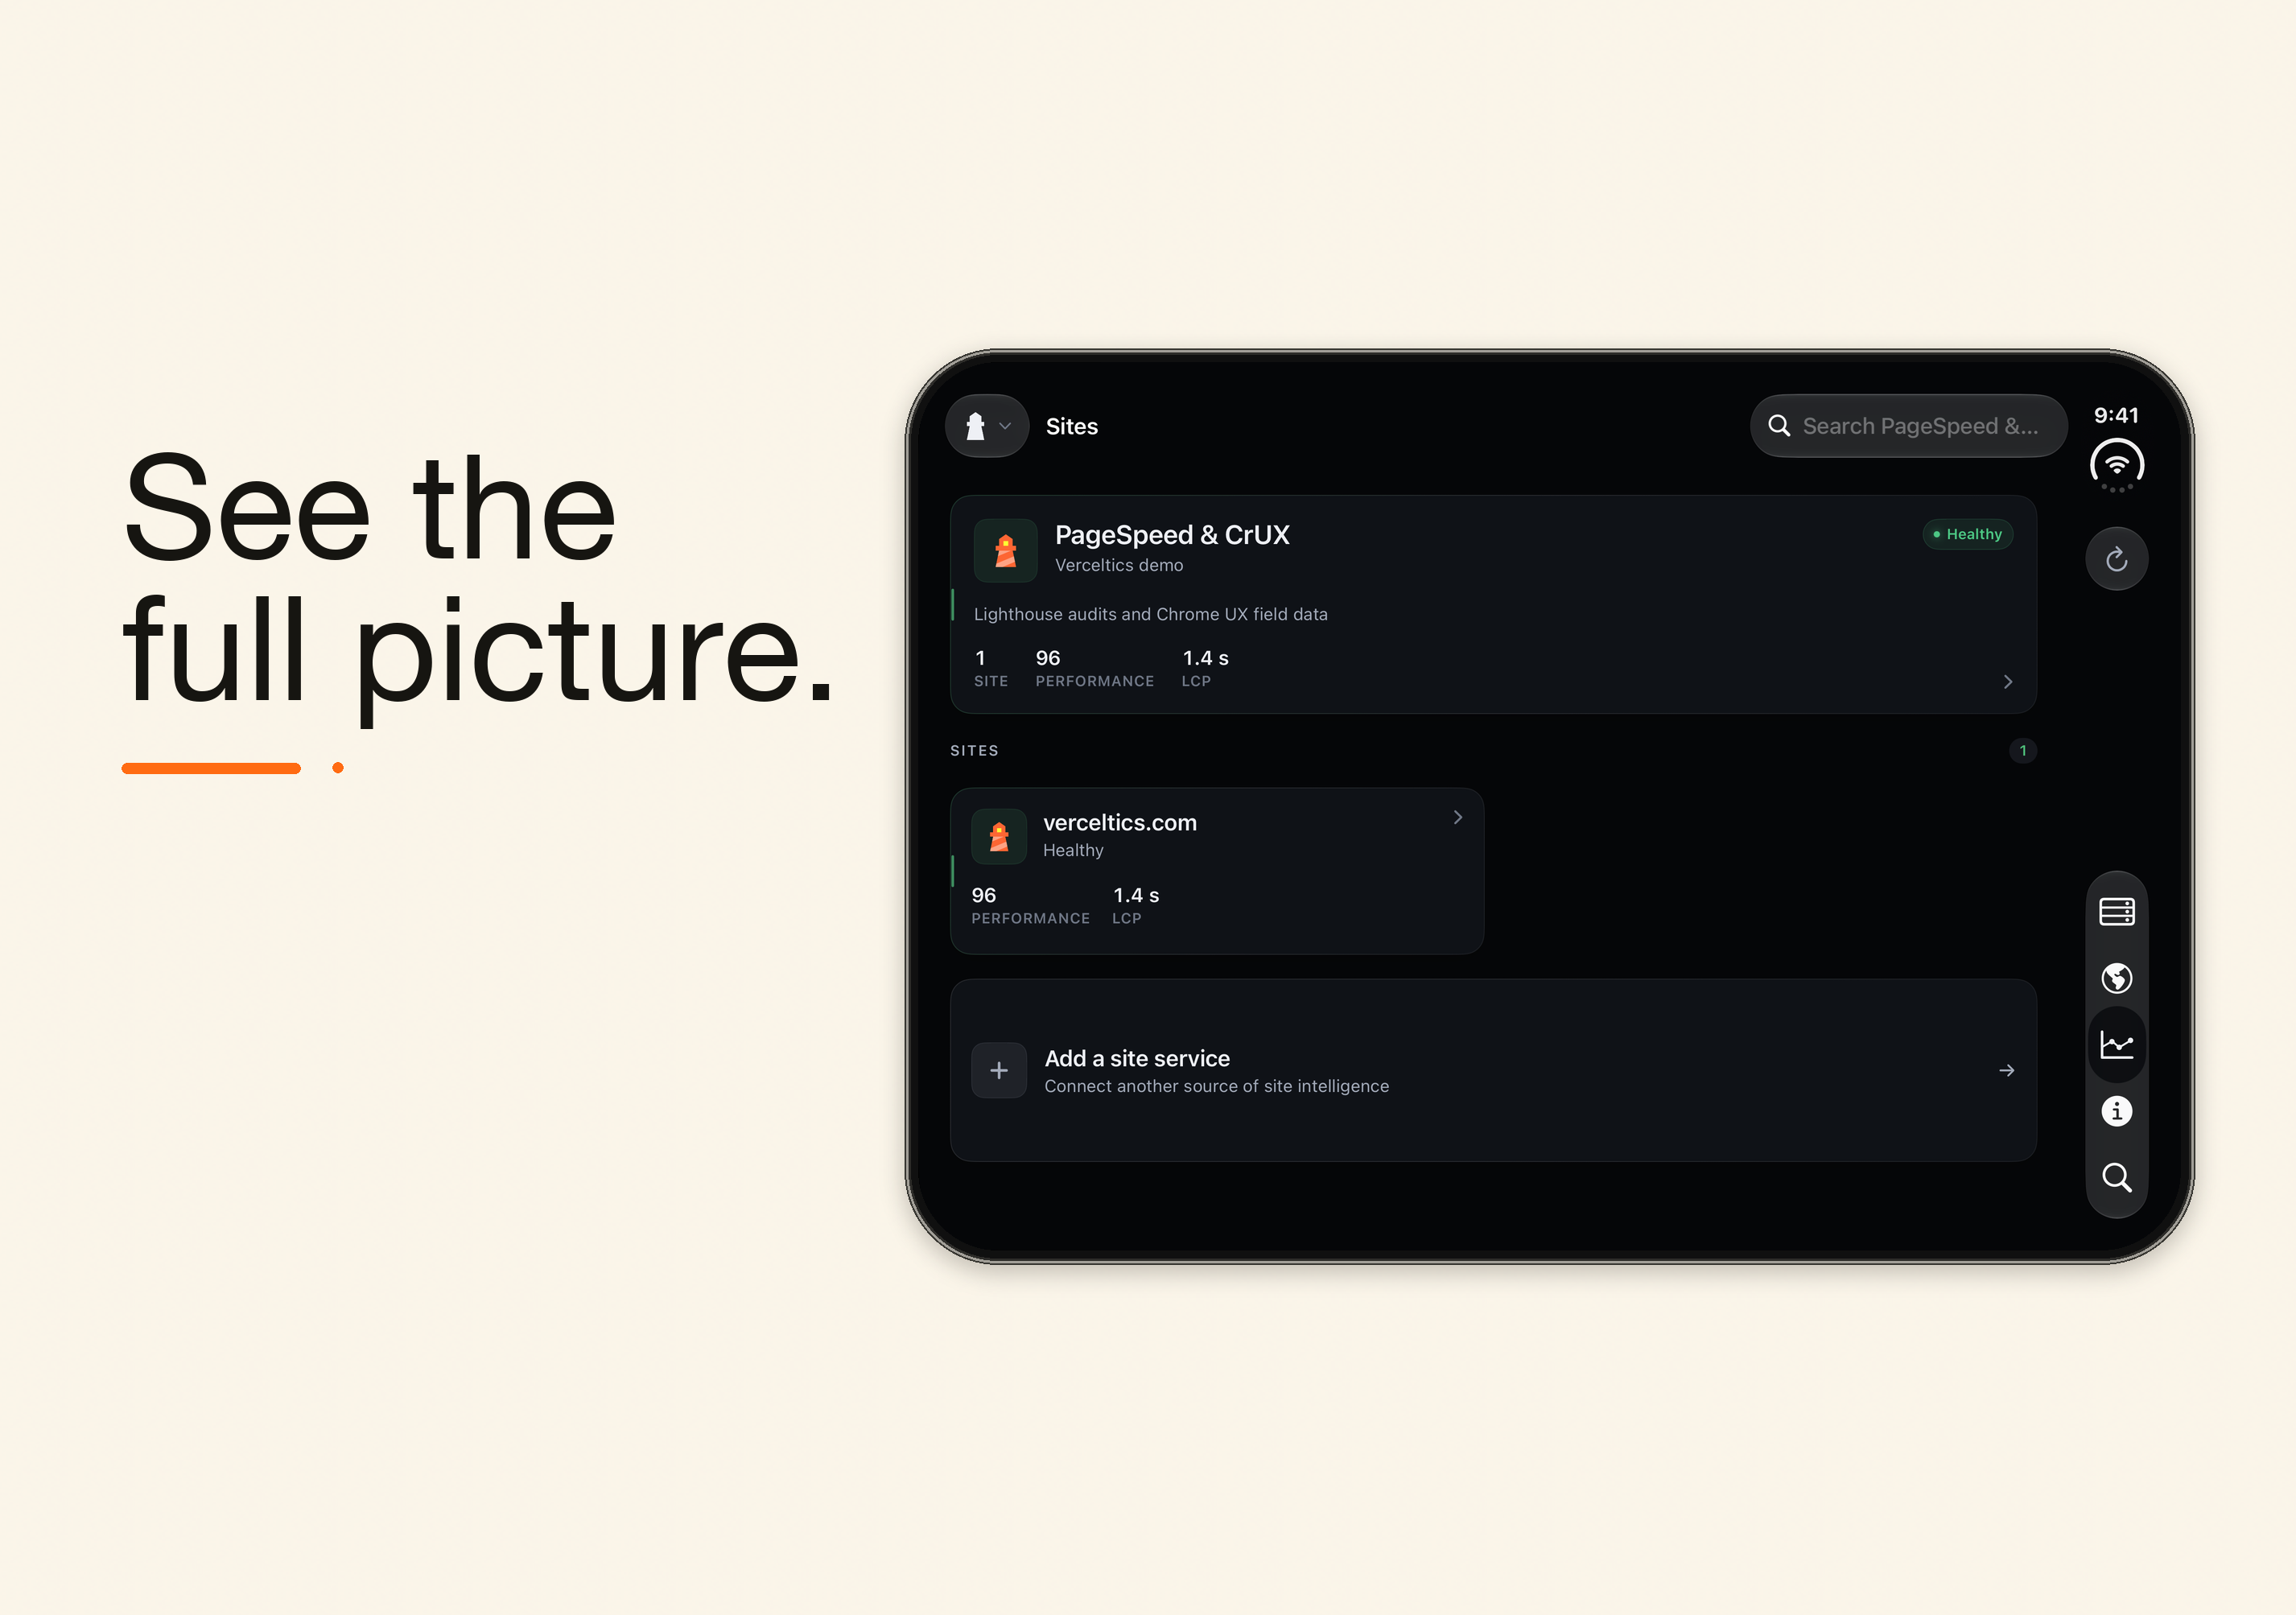 See the
full picture.
Sites
Search PageSpeed &...
9:41
PageSpeed & CrUX
Healthy
Verceltics demo
Lighthouse audits and Chrome UX field data
1 96 1.4 s
SITE PERFORMANCE LCP
SITES 1
verceltics.com
Healthy
96 1.4 s
PERFORMANCE LCP
Add a site service
Connect another source of site intelligence